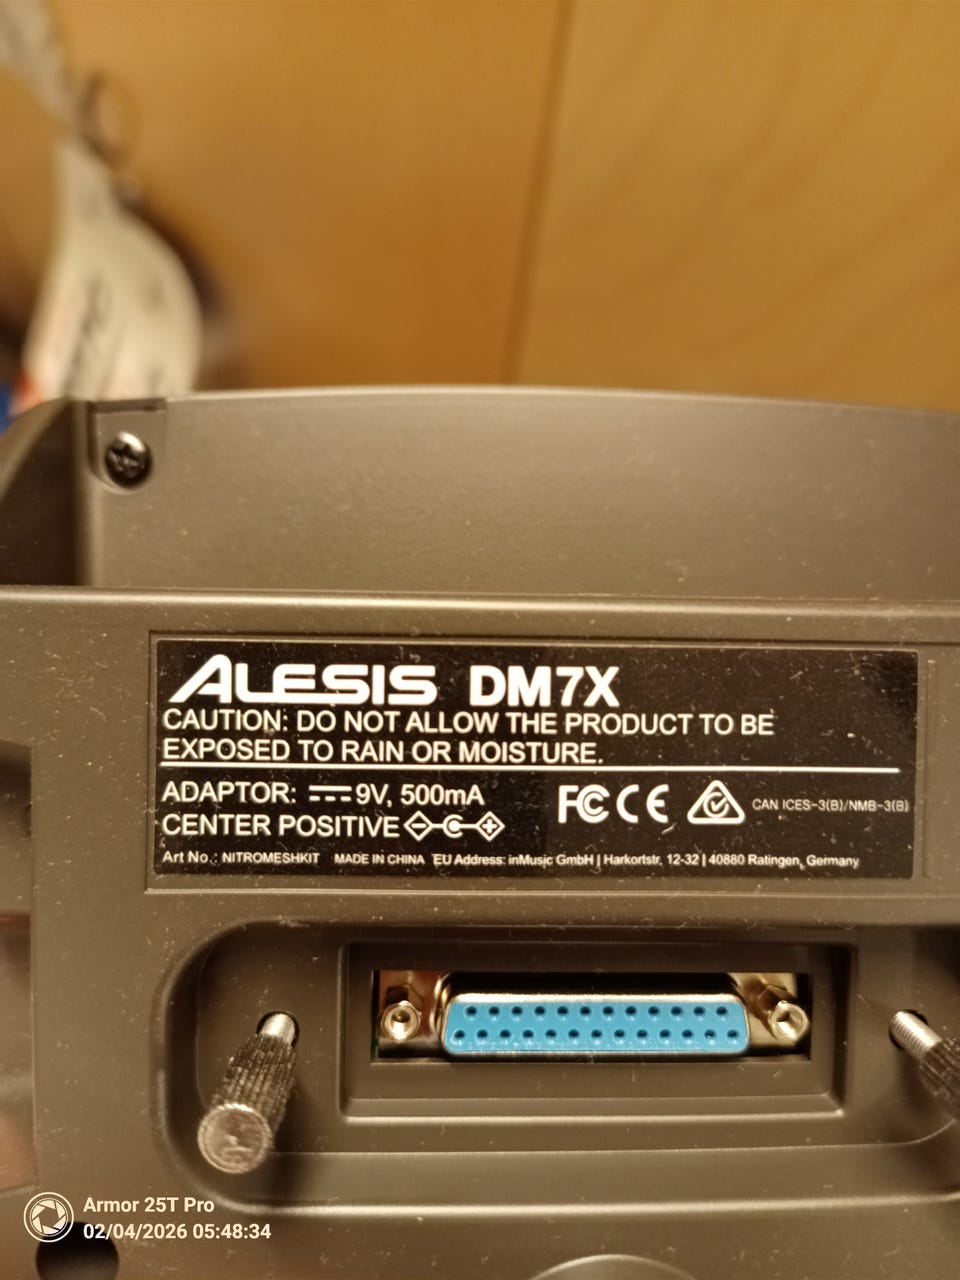 ALESIS DM7X
CAUTION: DO NOT ALLOW THE PRODUCT TO BE
EXPOSED TO RAIN OR MOISTURE.
ADAPTOR: 9V, 500mA
CENTER POSITIVE
FC CE
CAN ICES-3(B)/NMB-3(B)
Art No.: NITROMESHKIT MADE IN CHINA EU Address: inMusic GmbH | Harkortstr. 12-32 | 40880 Ratingen, Germany
Armor 25T Pro
02/04/2026 05:48:34